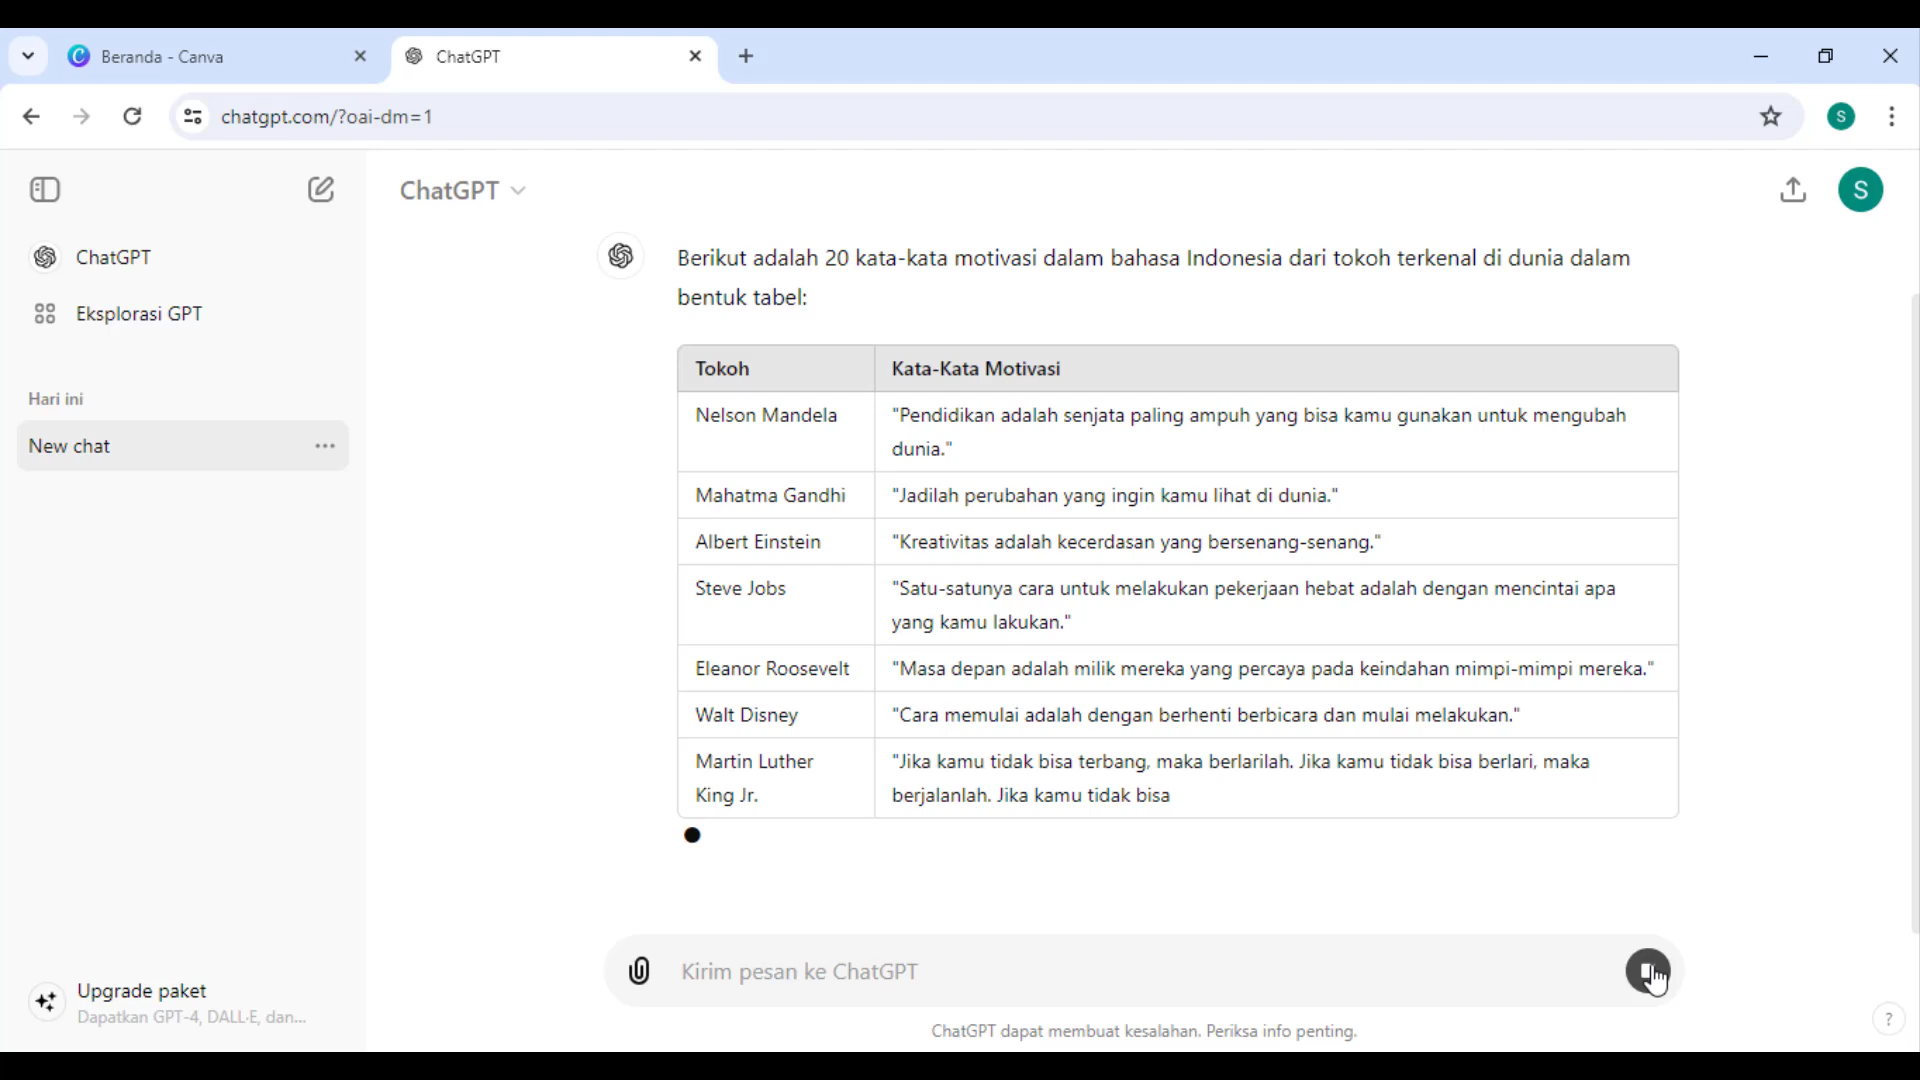 Beranda - Canva
ChatGPT
chatgpt.com/?oai-dm=1
S
ChatGPT
S
ChatGPT
Eksplorasi GPT
Hari ini
New chat
Berikut adalah 20 kata-kata motivasi dalam bahasa Indonesia dari tokoh terkenal di dunia dalam
bentuk tabel:
Tokoh Kata-Kata Motivasi
Nelson Mandela "Pendidikan adalah senjata paling ampuh yang bisa kamu gunakan untuk mengubah
dunia."
Mahatma Gandhi "Jadilah perubahan yang ingin kamu lihat di dunia."
Albert Einstein "Kreativitas adalah kecerdasan yang bersenang-senang."
Steve Jobs "Satu-satunya cara untuk melakukan pekerjaan hebat adalah dengan mencintai apa
yang kamu lakukan."
Eleanor Roosevelt "Masa depan adalah milik mereka yang percaya pada keindahan mimpi-mimpi mereka."
Walt Disney "Cara memulai adalah dengan berhenti berbicara dan mulai melakukan."
Martin Luther "Jika kamu tidak bisa terbang, maka berlarilah. Jika kamu tidak bisa berlari, maka
King Jr. berjalanlah. Jika kamu tidak bisa
Kirim pesan ke ChatGPT
Upgrade paket
Dapatkan GPT-4, DALL·E, dan...
ChatGPT dapat membuat kesalahan. Periksa info penting.
?